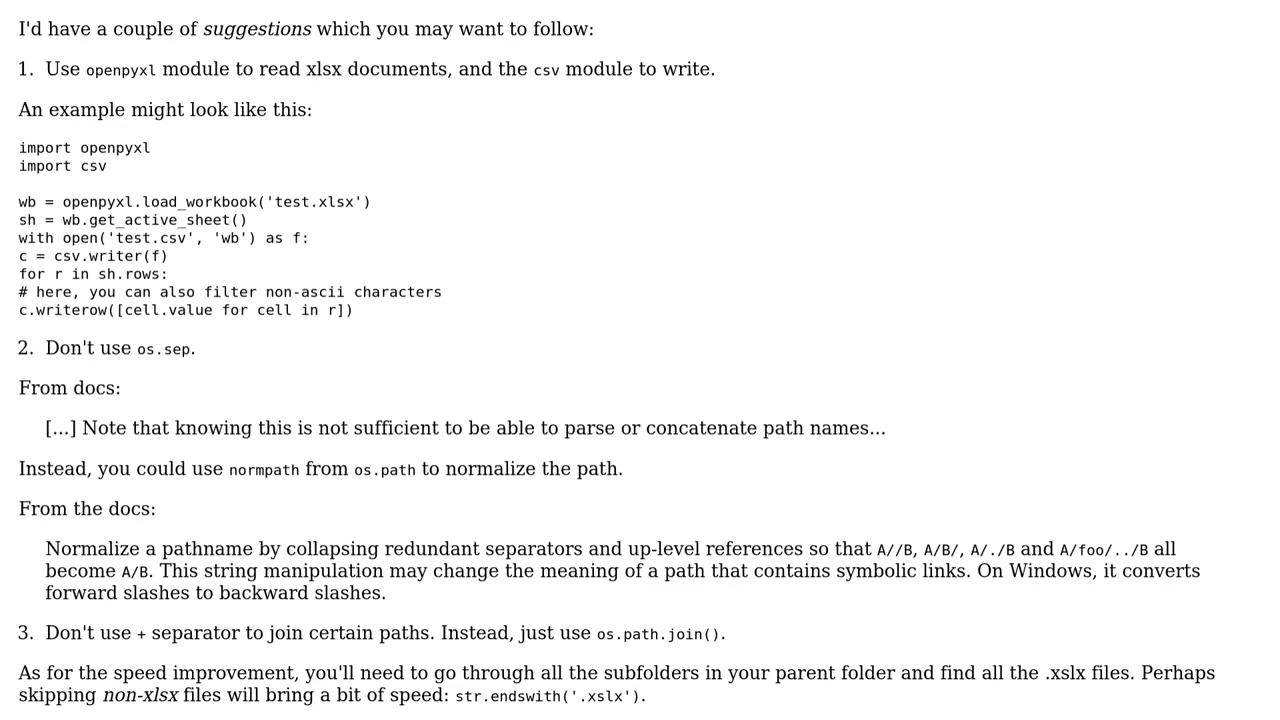 I'd have a couple of suggestions which you may want to follow:
1. Use openpyxl module to read xlsx documents, and the csv module to write.
An example might look like this:
import openpyxl
import csv
wb = openpyxl.load_workbook('test.xlsx')
sh = wb.get_active_sheet()
with open('test.csv', 'wb') as f:
c = csv.writer(f)
for r in sh.rows:
# here, you can also filter non-ascii characters
c.writerow([cell.value for cell in r])
2. Don't use os.sep.
From docs:
[...] Note that knowing this is not sufficient to be able to parse or concatenate path names...
Instead, you could use normpath from os.path to normalize the path.
From the docs:
Normalize a pathname by collapsing redundant separators and up-level references so that A//B, A/B/, A/./B and A/foo/../B all
become A/B. This string manipulation may change the meaning of a path that contains symbolic links. On Windows, it converts
forward slashes to backward slashes.
3. Don't use + separator to join certain paths. Instead, just use os.path.join().
As for the speed improvement, you'll need to go through all the subfolders in your parent folder and find all the .xslx files. Perhaps
skipping non-xlsx files will bring a bit of speed: str.endswith('.xslx').